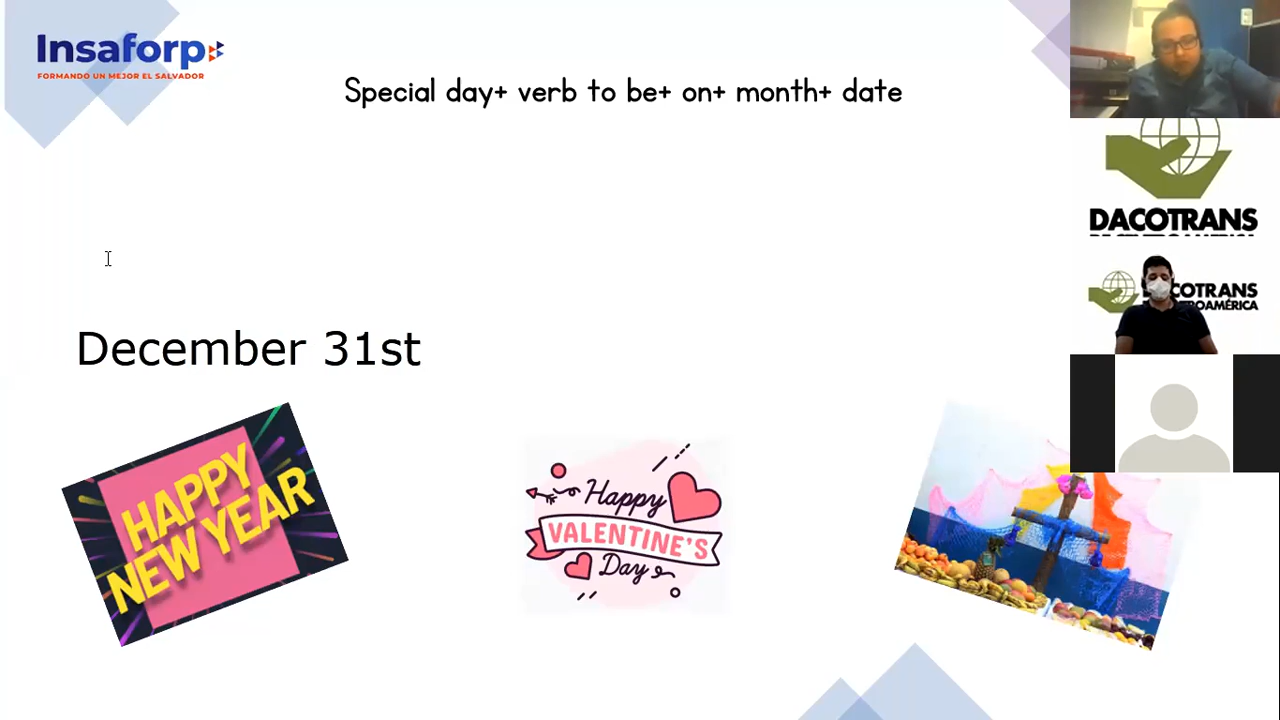 Insaforp
FORMANDO UN MEJOR EL SALVADOR
Special day+ verb to be+ on+ month+ date
DACOTRANS
COTRANS
ROAMÉRICA
December 31st
HAPPY
NEW YEAR
Happy
VALENTINE'S
Day